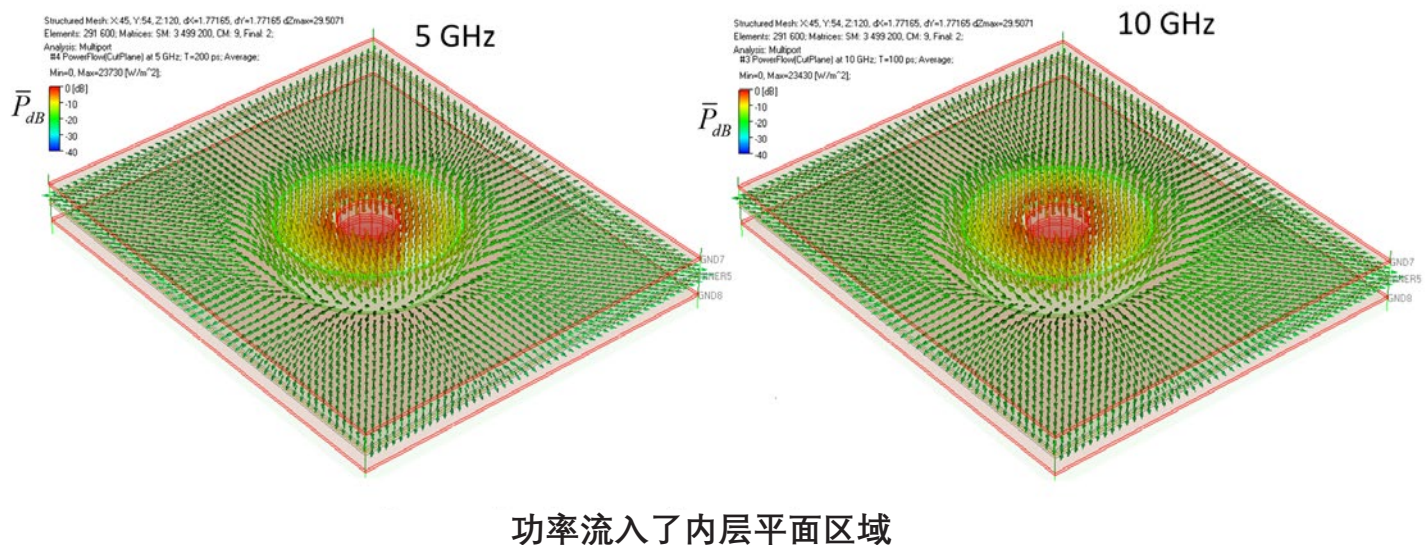 Structured Mesh: X:45, Y:54, Z:120, dX=1.77165, dY=1.77165 dZmax=29.5071
Elements: 291 600; Matrices: SM: 3 499 200, CM: 9, Final: 2;
Analysis: Multiport
#4 PowerFlow(CutPlane) at 5 GHz; T=200 ps; Average;
Min=0, Max=23730 [W/m^2];
5 GHz
P̅dB
0 [dB]
-10
-20
-30
-40
GND7
GND8
Structured Mesh: X:45, Y:54, Z:120, dX=1.77165, dY=1.77165 dZmax=29.5071
Elements: 291 600; Matrices: SM: 3 499 200, CM: 9, Final: 2;
Analysis: Multiport
#3 PowerFlow(CutPlane) at 10 GHz; T=100 ps; Average;
Min=0, Max=23430 [W/m^2];
10 GHz
P̅dB
0 [dB]
-10
-20
-30
-40
GND7
GND8
功率流入了内层平面区域